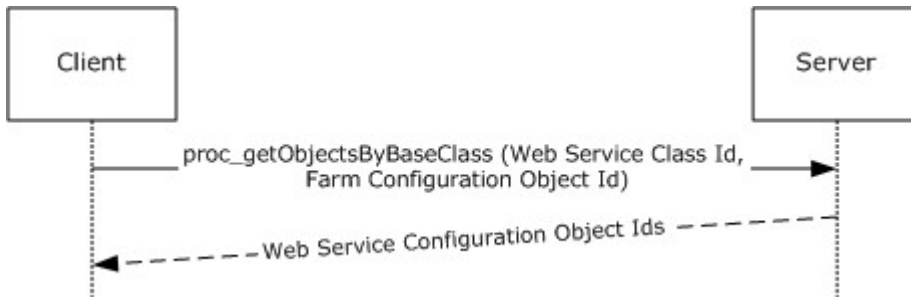 Client
Server
proc_getObjectsByBaseClass (Web Service Class Id,
Farm Configuration Object Id)
Web Service Configuration Object Ids